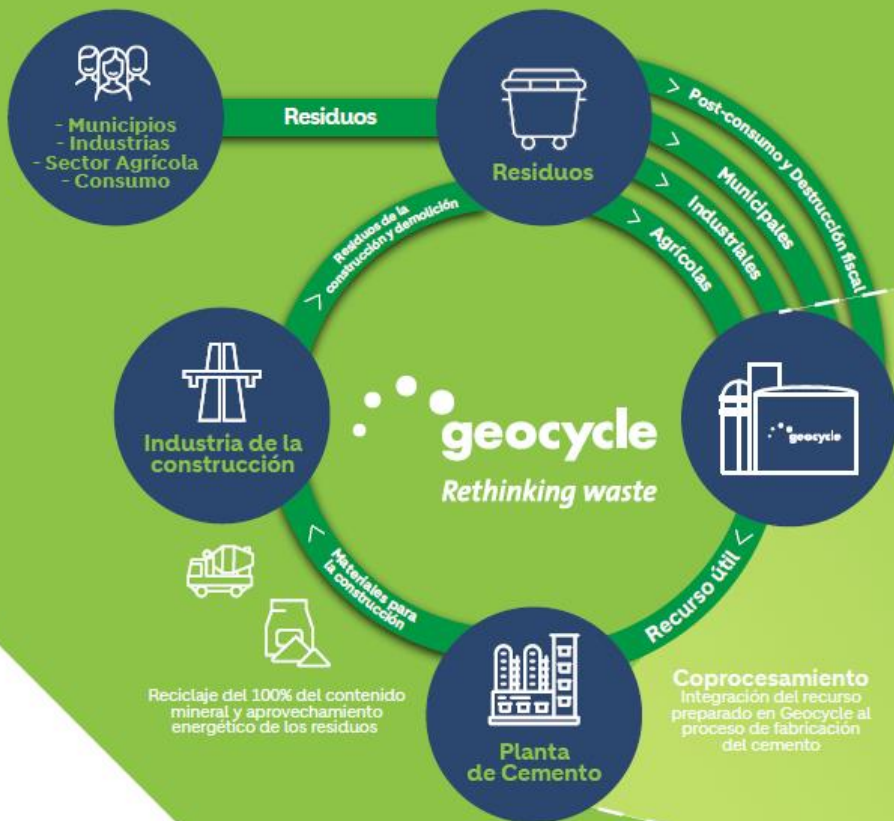 - Municipios
- Industrias
- Sector Agrícola
- Consumo
Residuos
Residuos
Post-consumo y Destrucción fiscal
Municipales
Industriales
Agrícolas
Residuos de la
construcción y demolición
Industria de la
construcción
geocycle
Rethinking waste
geocycle
Materiales para
la construcción
Recurso útil
Reciclaje del 100% del contenido
mineral y aprovechamiento
energético de los residuos
Planta
de Cemento
Coprocesamiento
Integración del recurso
preparado en Geocycle al
proceso de fabricación
del cemento